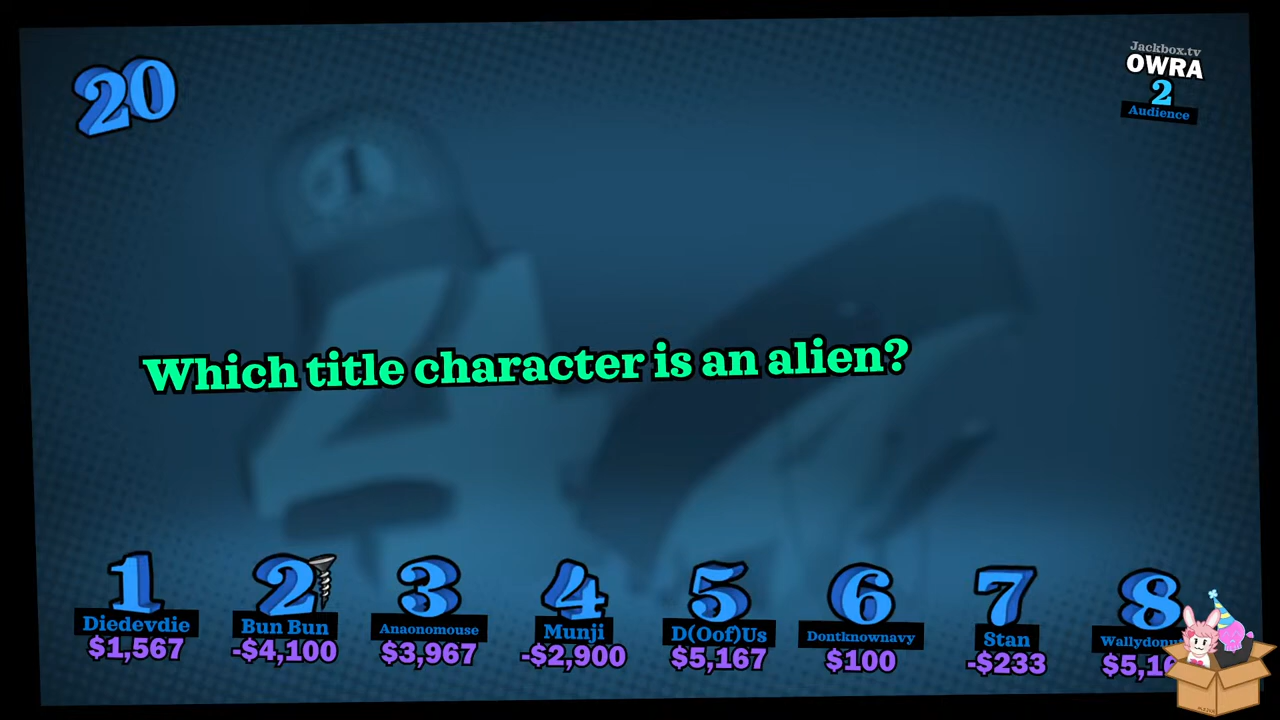 20
Jackbox.tv
OWRA
2
Audience
1
Which title character is an alien?
1 2 3 4 5 6 7 8
Diedevdie Bun Bun Anaonomouse Munji D(Oof)Us Dontknownavy Stan
$1,567 -$4,100 $3,967 -$2,900 $5,167 $100 -$233